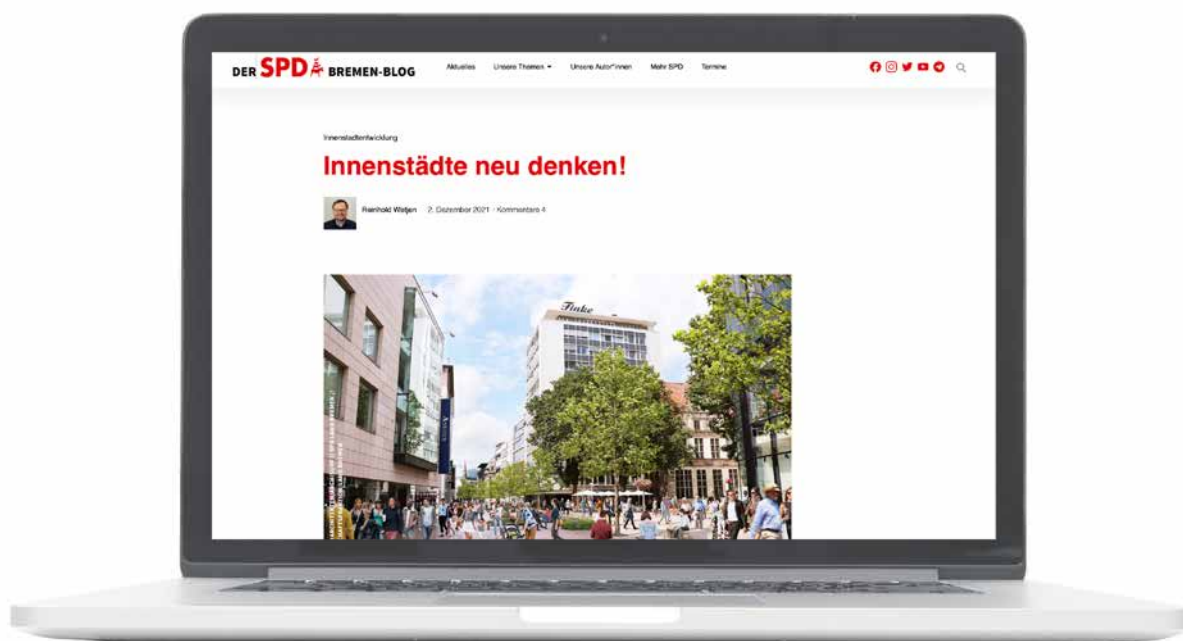 DER SPD BREMEN-BLOG
Aktuelles Unsere Themen Unsere Autor*innen Mehr SPD Termine
Innenstadtentwicklung
Innenstädte neu denken!
Reinhold Wetjen 2. Dezember 2021 · Kommentare 4
Finke